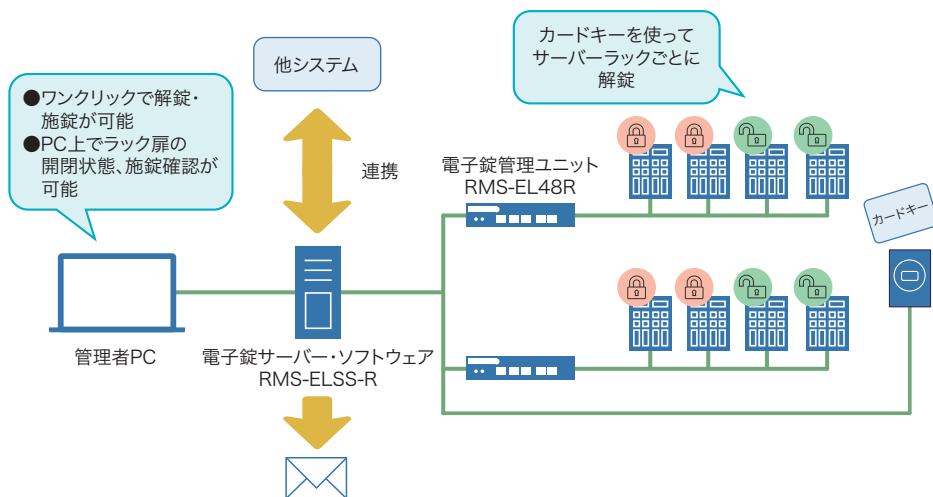 ●ワンクリックで解錠・
施錠が可能
●PC上でラック扉の
開閉状態、施錠確認が
可能
他システム
連携
カードキーを使って
サーバーラックごとに
解錠
電子錠管理ユニット
RMS-EL48R
カードキー
管理者PC
電子錠サーバー・ソフトウェア
RMS-ELSS-R